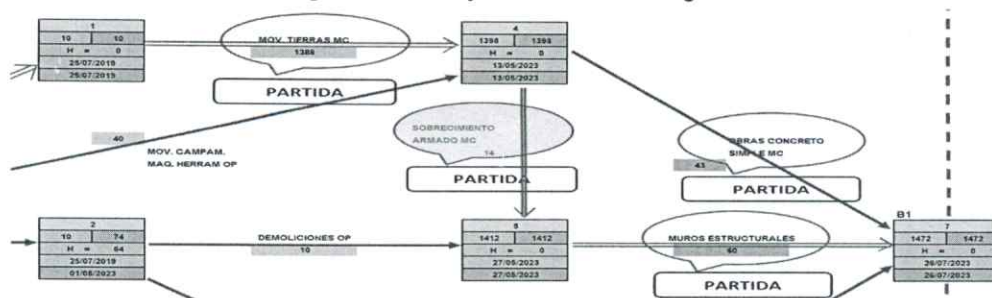 1
10 10
H = 0
25/07/2019
25/07/2019
MOV. TIERRAS MC
1388
PARTIDA
4
1398 1398
H = 0
13/05/2023
13/05/2023
40
MOV. CAMPAM.
MAQ. HERRAM OP
SOBRECIMIENTO
ARMADO MC
14
PARTIDA
OBRAS CONCRETO
SIMPLE MC
43
PARTIDA
2
10 74
H = 64
25/07/2019
01/08/2023
DEMOLICIONES OP
10
1412 1412
H = 0
27/05/2023
27/05/2023
MUROS ESTRUCTURALES
60
PARTIDA
B1
7
1472 1472
H = 0
26/07/2023
26/07/2023